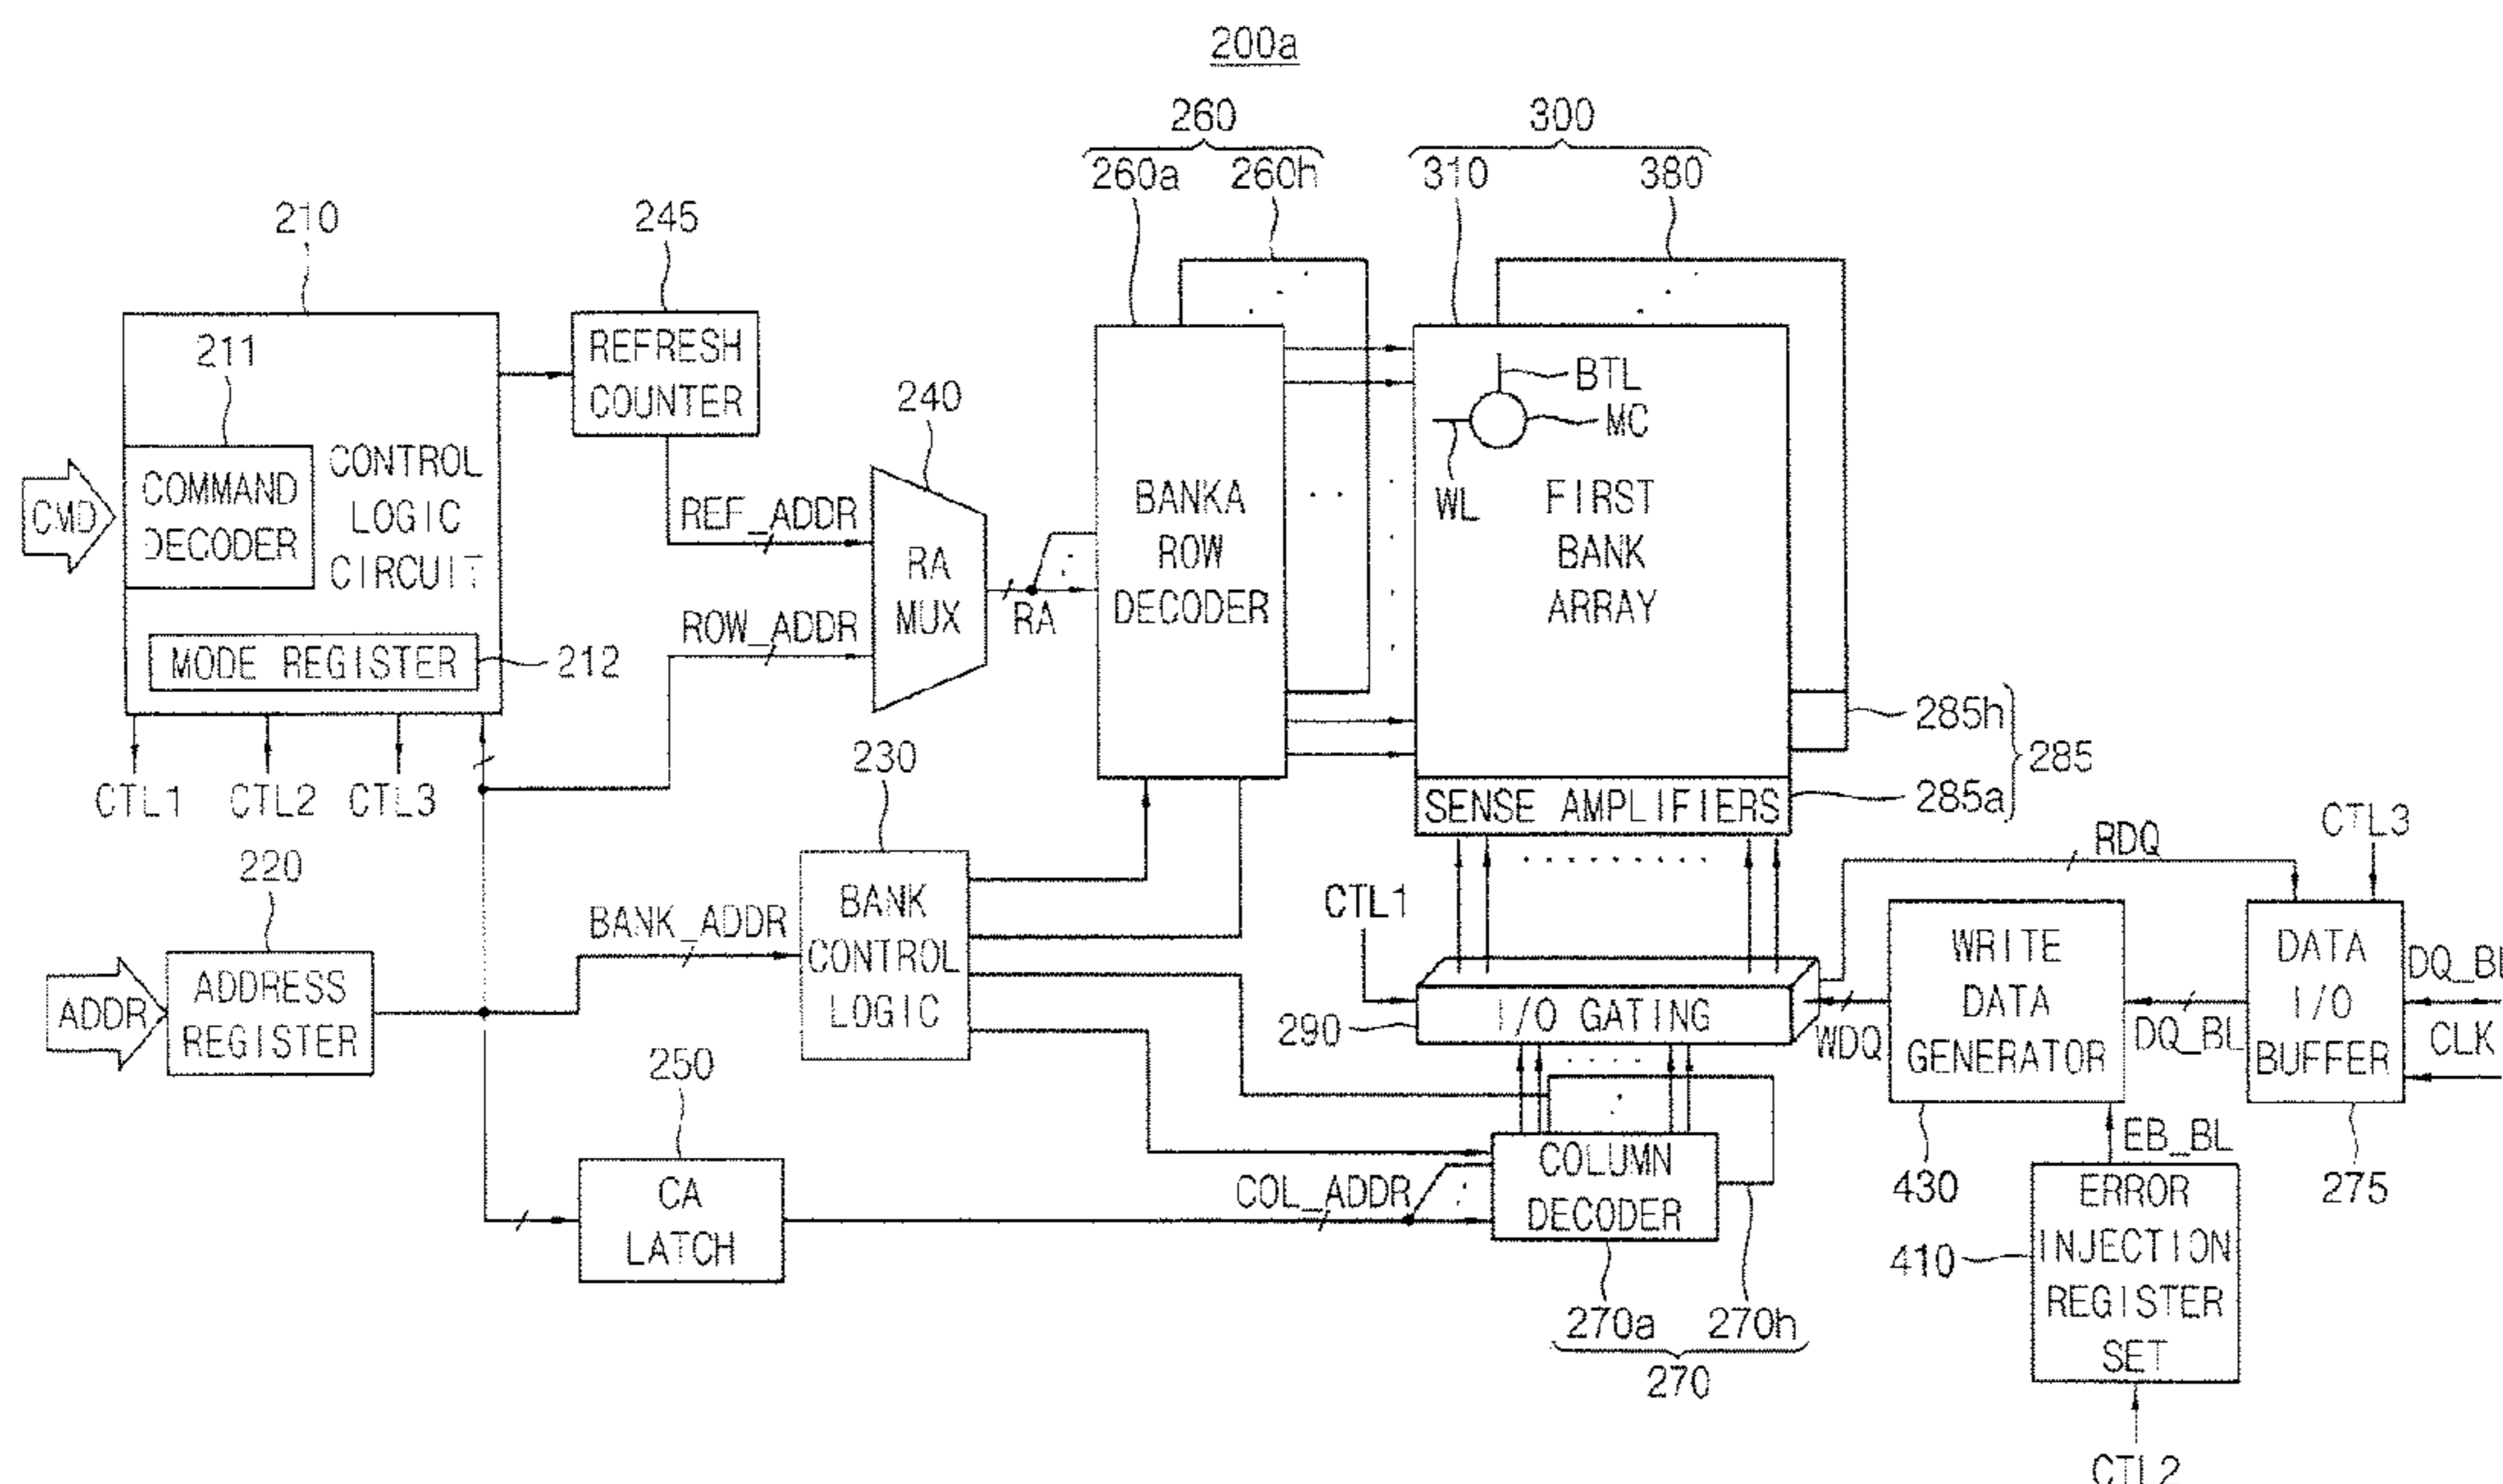 200a
260
300
260a
260h
310
380
210
245
211
REFRESH
COUNTER
240
BTL
MC
WL
CMD
COMMAND
DECODER
CONTROL
LOGIC
CIRCUIT
MODE REGISTER
212
REF_ADDR
ROW_ADDR
RA
MUX
RA
BANKA
ROW
DECODER
FIRST
BANK
ARRAY
285h
285
285a
SENSE AMPLIFIERS
CTL1
CTL2
CTL3
230
220
BANK_ADDR
BANK
CONTROL
LOGIC
ADDR
ADDRESS
REGISTER
250
CA
LATCH
CTL1
290
I/O GATING
RDQ
CTL3
WDQ
WRITE
DATA
GENERATOR
DQ_BL
DATA
I/O
BUFFER
DQ_BL
CLK
COL_ADDR
COLUMN
DECODER
270a
270h
270
430
EB_BL
275
410
ERROR
INJECTION
REGISTER
SET
CTL2